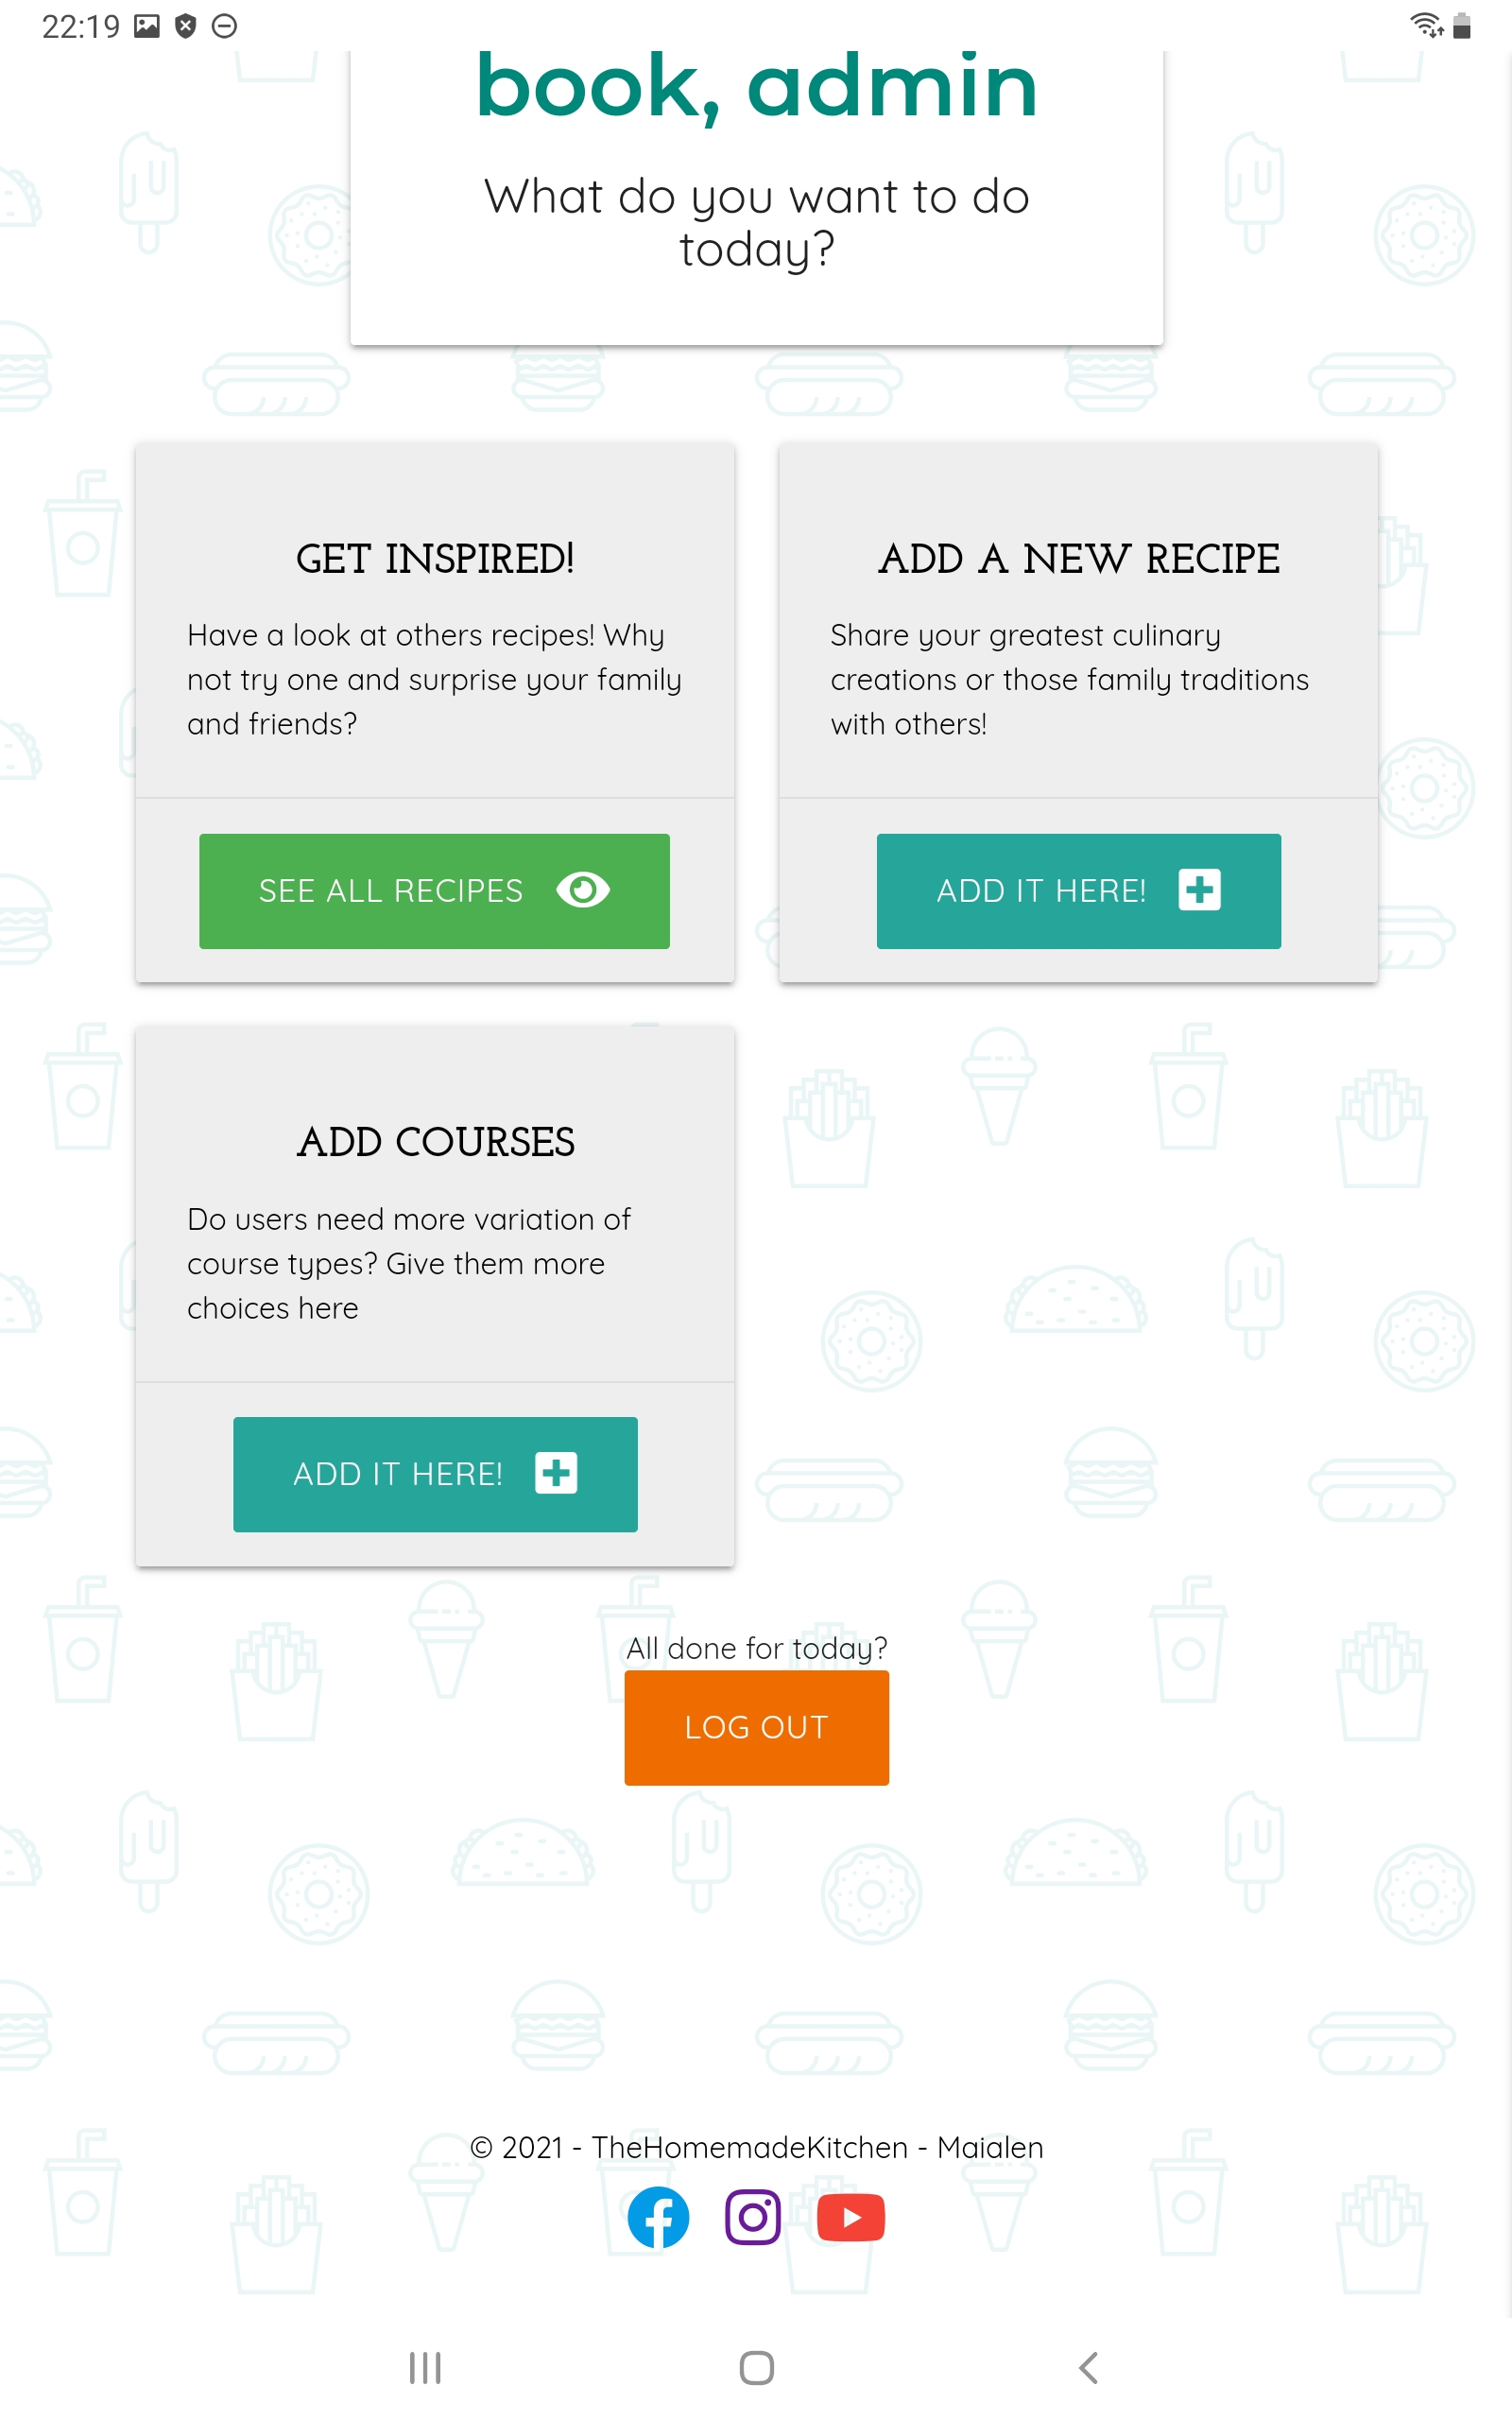 22:19
book, admin
What do you want to do
today?
GET INSPIRED!
Have a look at others recipes! Why
not try one and surprise your family
and friends?
SEE ALL RECIPES
ADD A NEW RECIPE
Share your greatest culinary
creations or those family traditions
with others!
ADD IT HERE!
ADD COURSES
Do users need more variation of
course types? Give them more
choices here
ADD IT HERE!
All done for today?
LOG OUT
© 2021 - TheHomemadeKitchen - Maialen